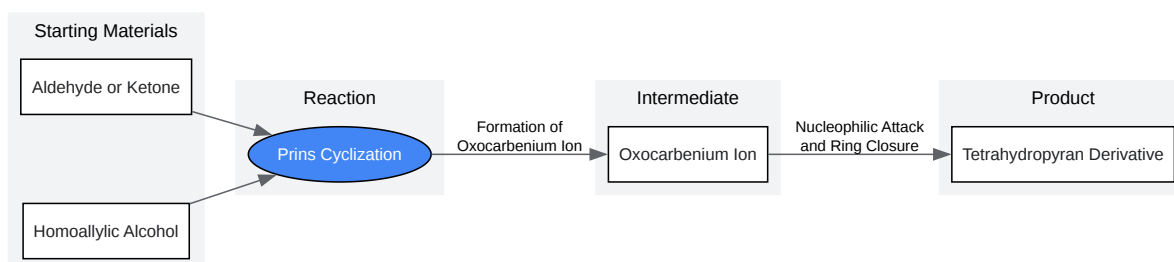 Starting Materials
Aldehyde or Ketone
Homoallylic Alcohol
Reaction
Prins Cyclization
Formation of
Oxocarbenium Ion
Intermediate
Oxocarbenium Ion
Nucleophilic Attack
and Ring Closure
Product
Tetrahydropyran Derivative